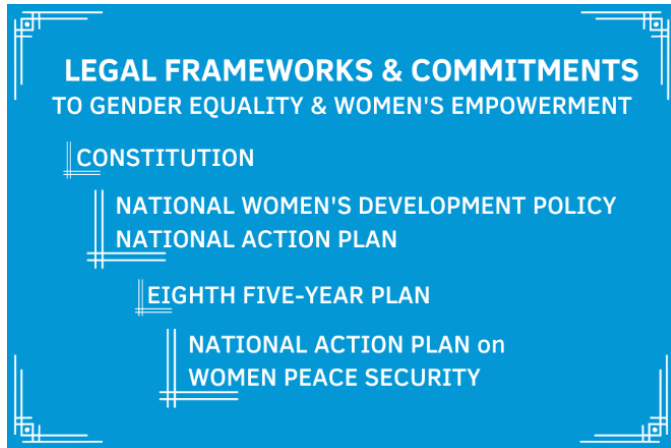 LEGAL FRAMEWORKS & COMMITMENTS
TO GENDER EQUALITY & WOMEN'S EMPOWERMENT
CONSTITUTION
NATIONAL WOMEN'S DEVELOPMENT POLICY
NATIONAL ACTION PLAN
EIGHTH FIVE-YEAR PLAN
NATIONAL ACTION PLAN on
WOMEN PEACE SECURITY